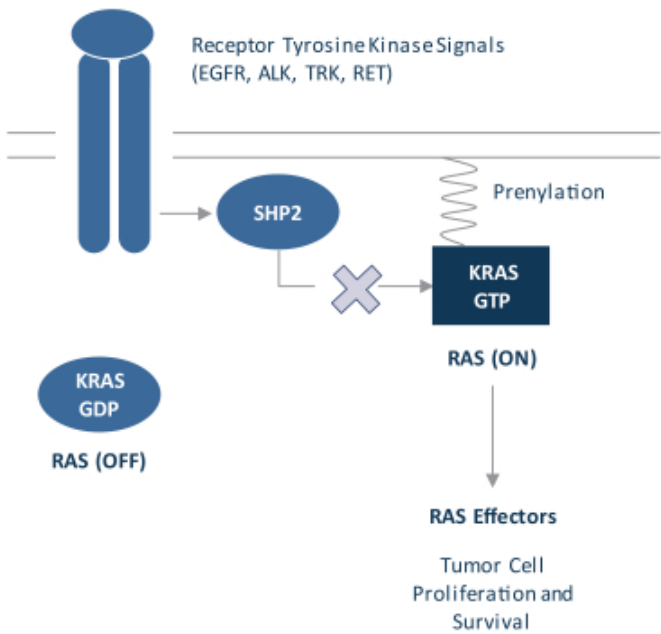 Receptor Tyrosine Kinase Signals
(EGFR, ALK, TRK, RET)
Prenylation
SHP2
KRAS
GTP
RAS (ON)
KRAS
GDP
RAS (OFF)
RAS Effectors
Tumor Cell
Proliferation and
Survival